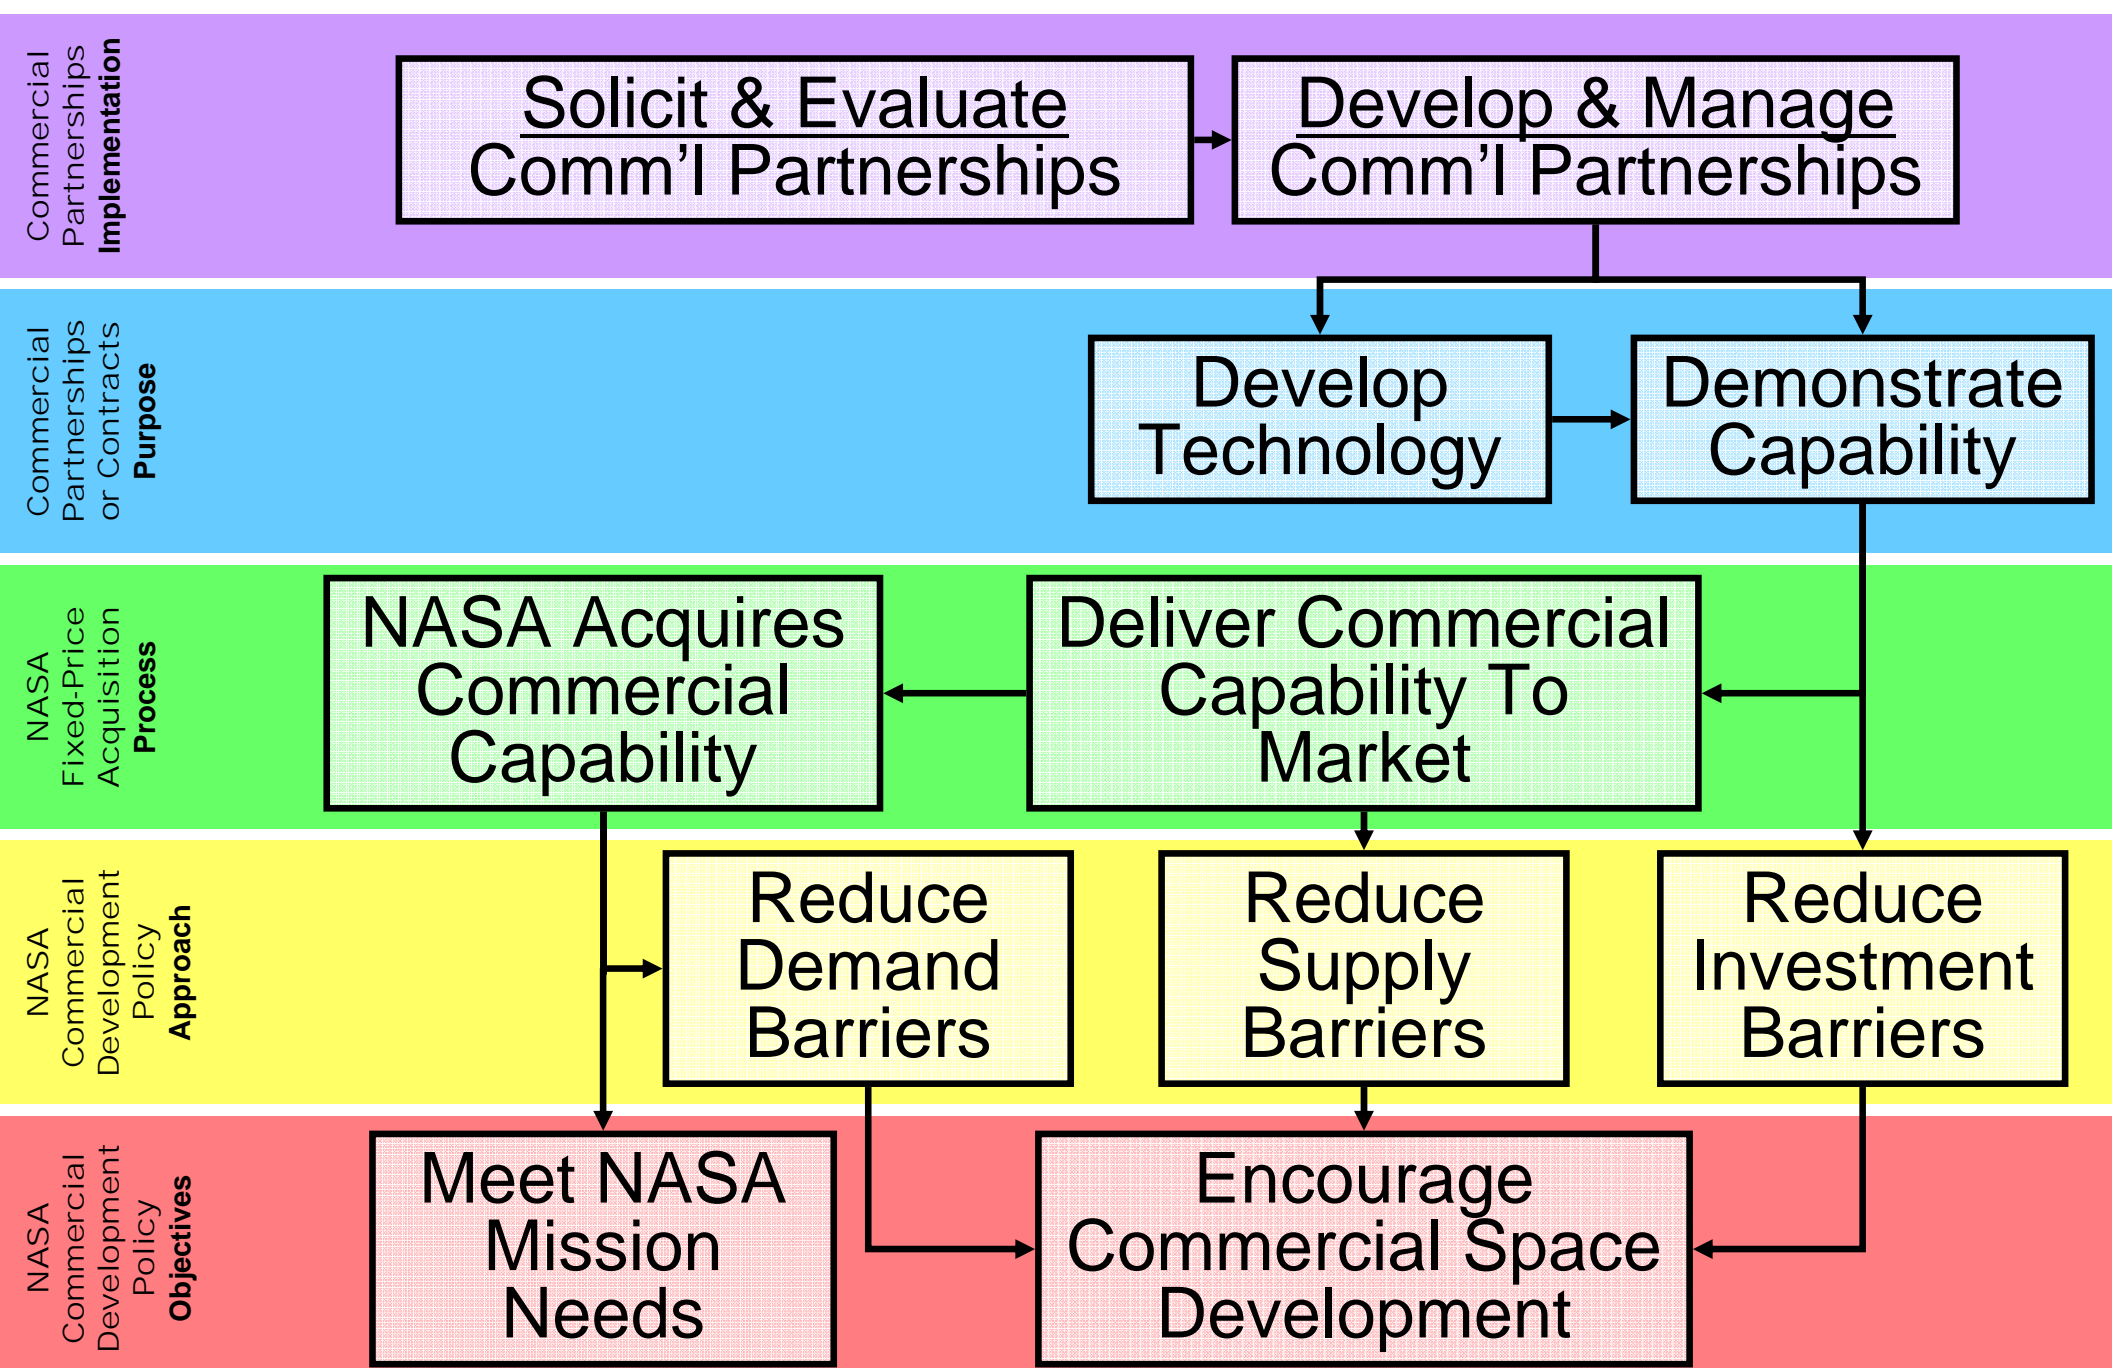 Commercial
Partnerships
Implementation
Solicit & Evaluate
Comm'l Partnerships
Develop & Manage
Comm'l Partnerships
Commercial
Partnerships
or Contracts
Purpose
Develop
Technology
Demonstrate
Capability
NASA
Fixed-Price
Acquisition
Process
NASA Acquires
Commercial
Capability
Deliver Commercial
Capability To
Market
NASA
Commercial
Development
Policy
Approach
Reduce
Demand
Barriers
Reduce
Supply
Barriers
Reduce
Investment
Barriers
NASA
Commercial
Development
Policy
Objectives
Meet NASA
Mission
Needs
Encourage
Commercial Space
Development